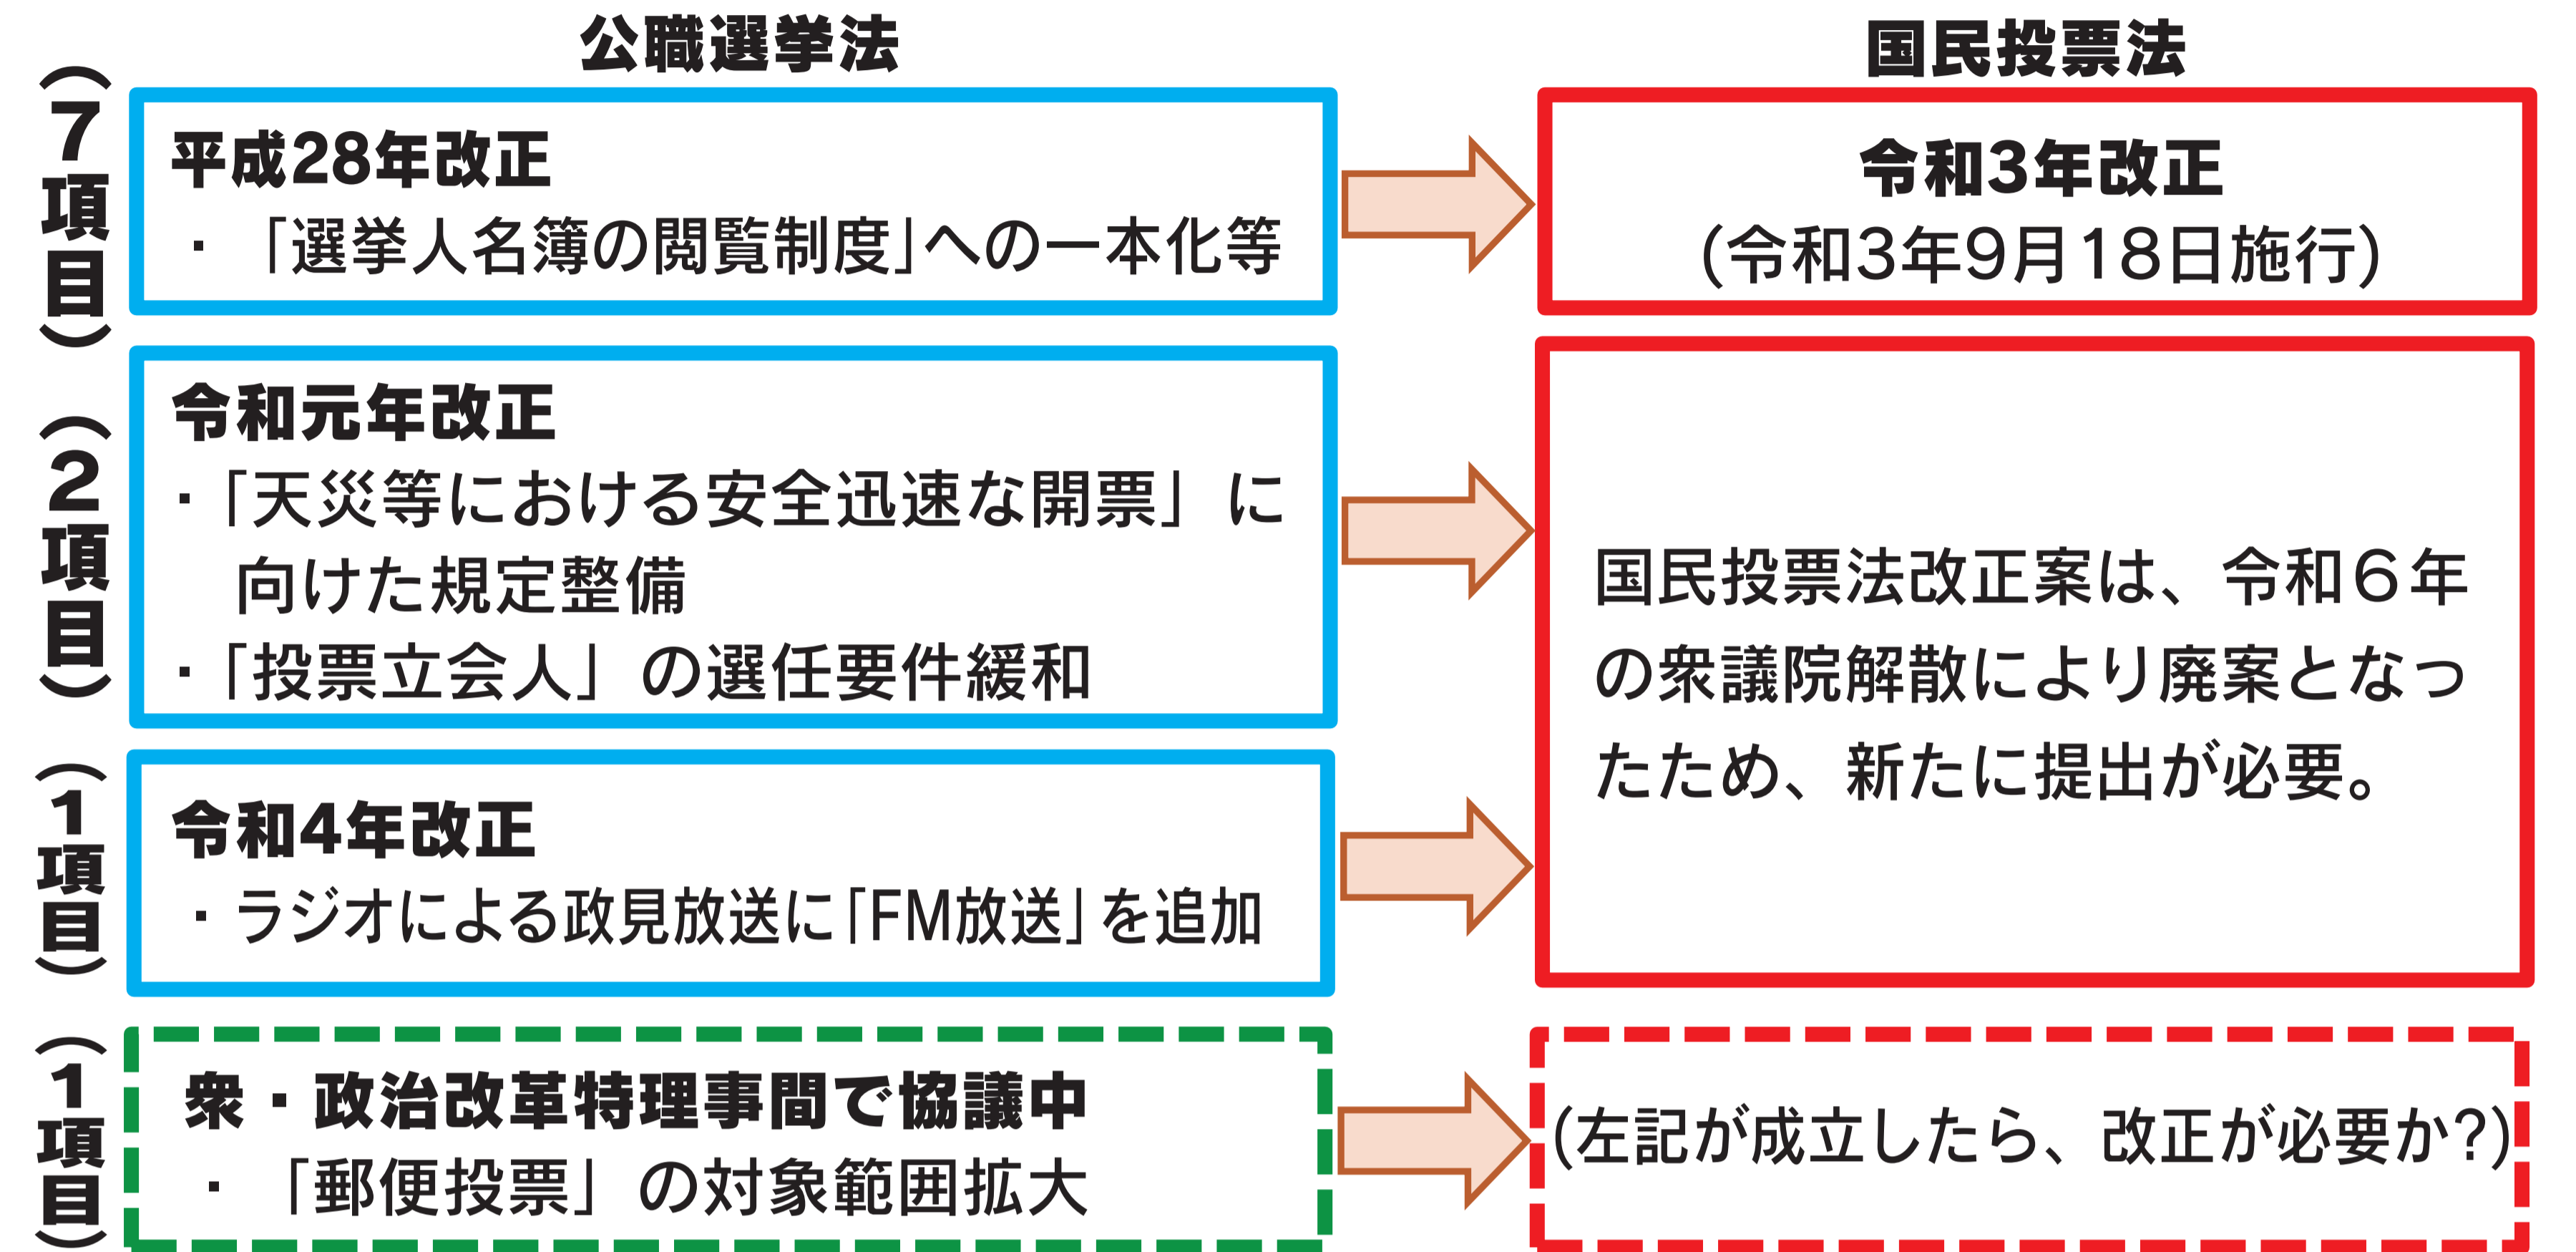 公職選挙法
国民投票法
（7項目）
平成28年改正
・「選挙人名簿の閲覧制度」への一本化等
令和3年改正
(令和3年9月18日施行)
（2項目）
令和元年改正
・「天災等における安全迅速な開票」に
向けた規定整備
・「投票立会人」の選任要件緩和
（1項目）
令和4年改正
・ラジオによる政見放送に「FM放送」を追加
国民投票法改正案は、令和６年
の衆議院解散により廃案となっ
たため、新たに提出が必要。
（1項目）
衆・政治改革特理事間で協議中
・「郵便投票」の対象範囲拡大
(左記が成立したら、改正が必要か?)